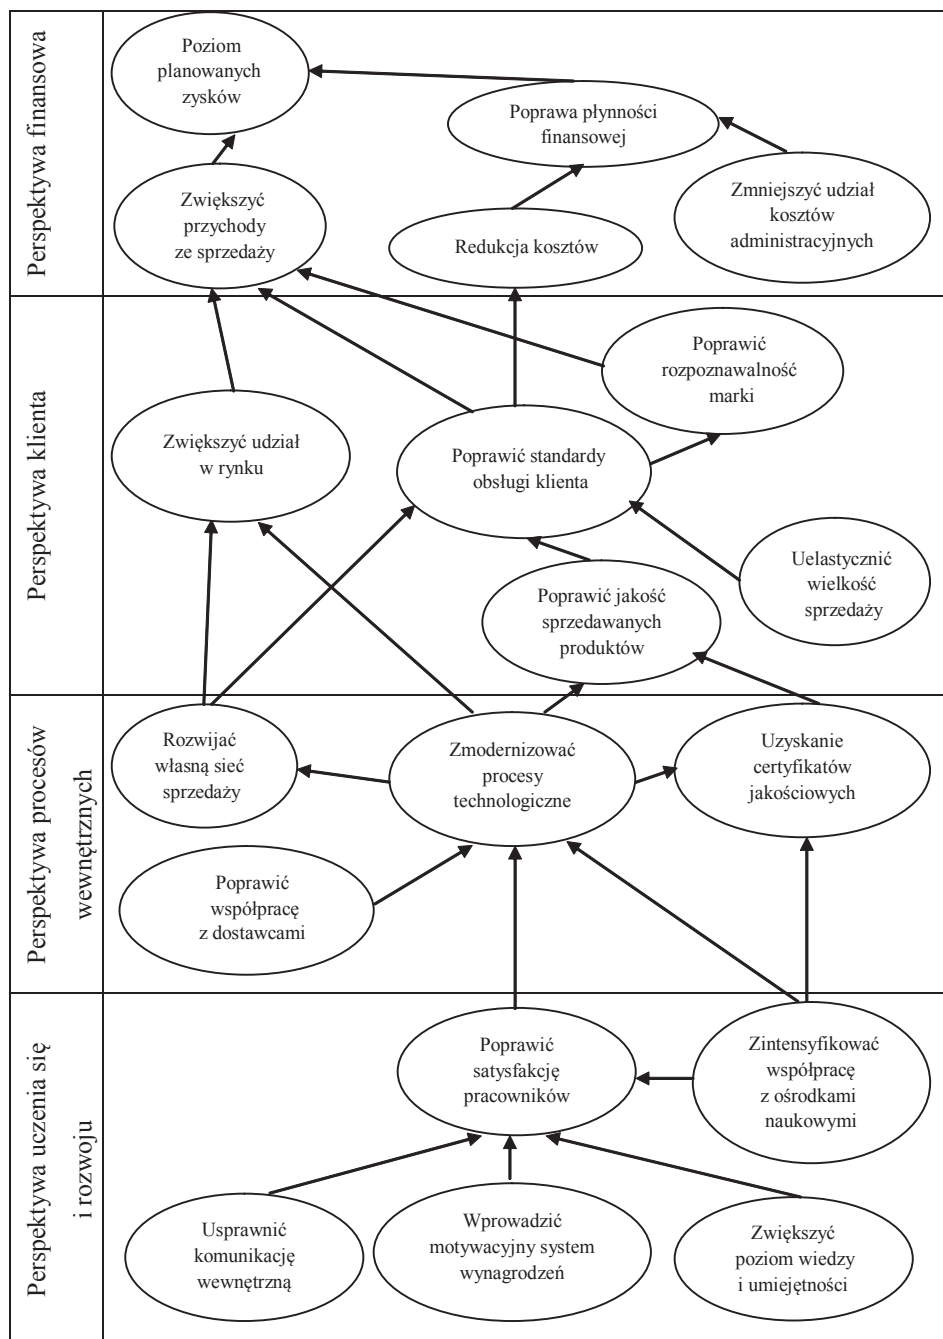 Perspektywa finansowa
Poziom
planowanych
zysków
Poprawa płynności
finansowej
Zwiększyć
przychody
ze sprzedaży
Redukcja kosztów
Zmniejszyć udział
kosztów
administracyjnych
Perspektywa klienta
Poprawić
rozpoznawalność
marki
Zwiększyć udział
w rynku
Poprawić standardy
obsługi klienta
Uelastycznić
wielkość
sprzedaży
Poprawić jakość
sprzedawanych
produktów
Perspektywa procesów
wewnętrznych
Rozwijać
własną sieć
sprzedaży
Zmodernizować
procesy
technologiczne
Uzyskanie
certyfikatów
jakościowych
Poprawić
współpracę
z dostawcami
Perspektywa uczenia się
i rozwoju
Poprawić
satysfakcję
pracowników
Zintensyfikować
współpracę
z ośrodkami
naukowymi
Usprawnić
komunikację
wewnętrzną
Wprowadzić
motywacyjny system
wynagrodzeń
Zwiększyć
poziom wiedzy
i umiejętności